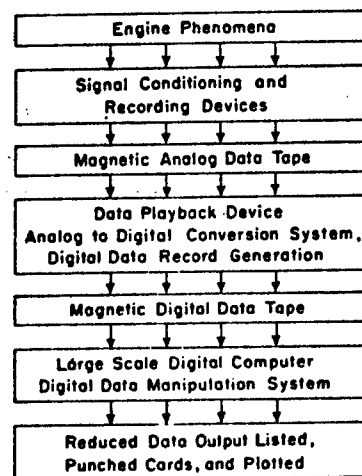 Engine Phenomena
Signal Conditioning and
Recording Devices
Magnetic Analog Data Tape
Data Playback Device
Analog to Digital Conversion System,
Digital Data Record Generation
Magnetic Digital Data Tape
Large Scale Digital Computer
Digital Data Manipulation System
Reduced Data Output Listed,
Punched Cards, and Plotted